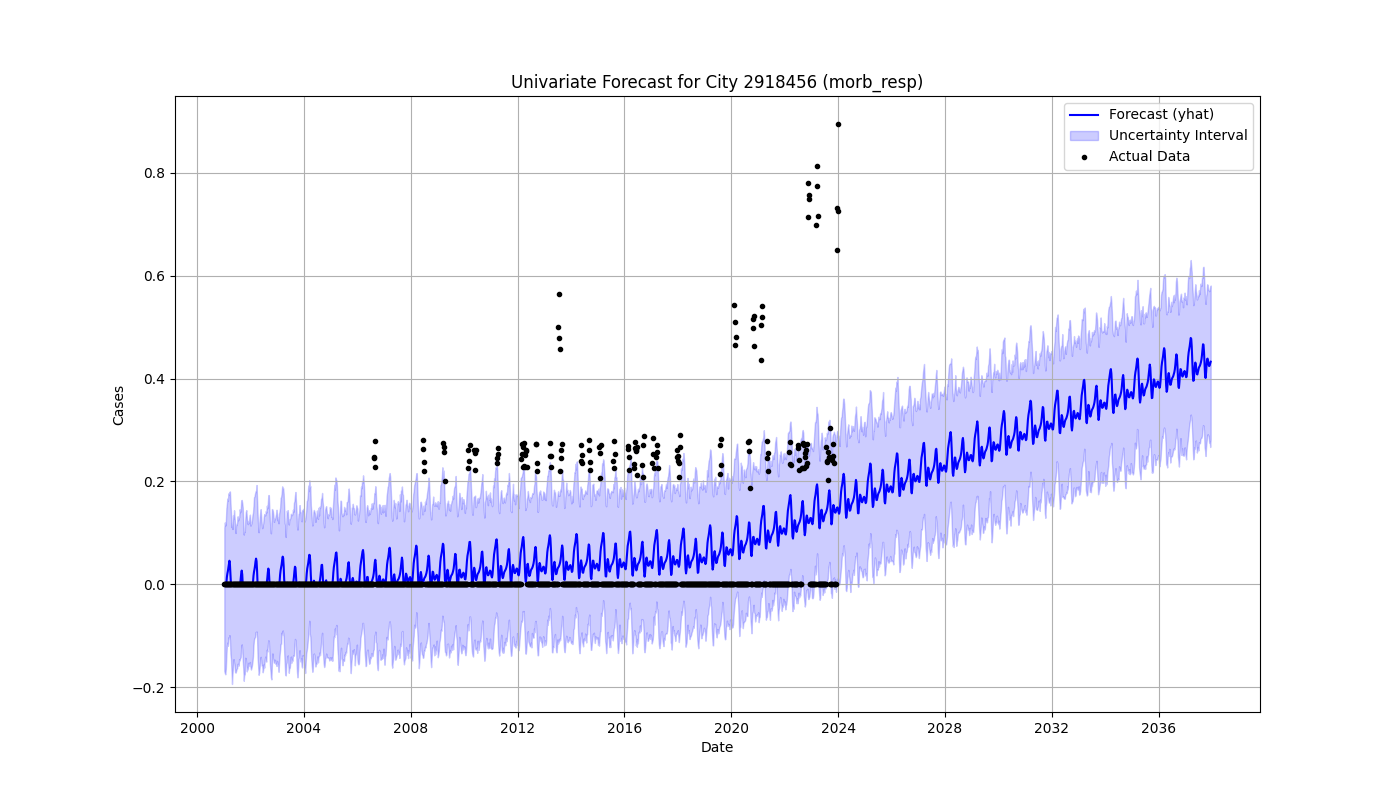 Univariate Forecast for City 2918456 (morb_resp)
Forecast (yhat)
Uncertainty Interval
Actual Data
Cases
0.8
0.6
0.4
0.2
0.0
−0.2
2000 2004 2008 2012 2016 2020 2024 2028 2032 2036
Date